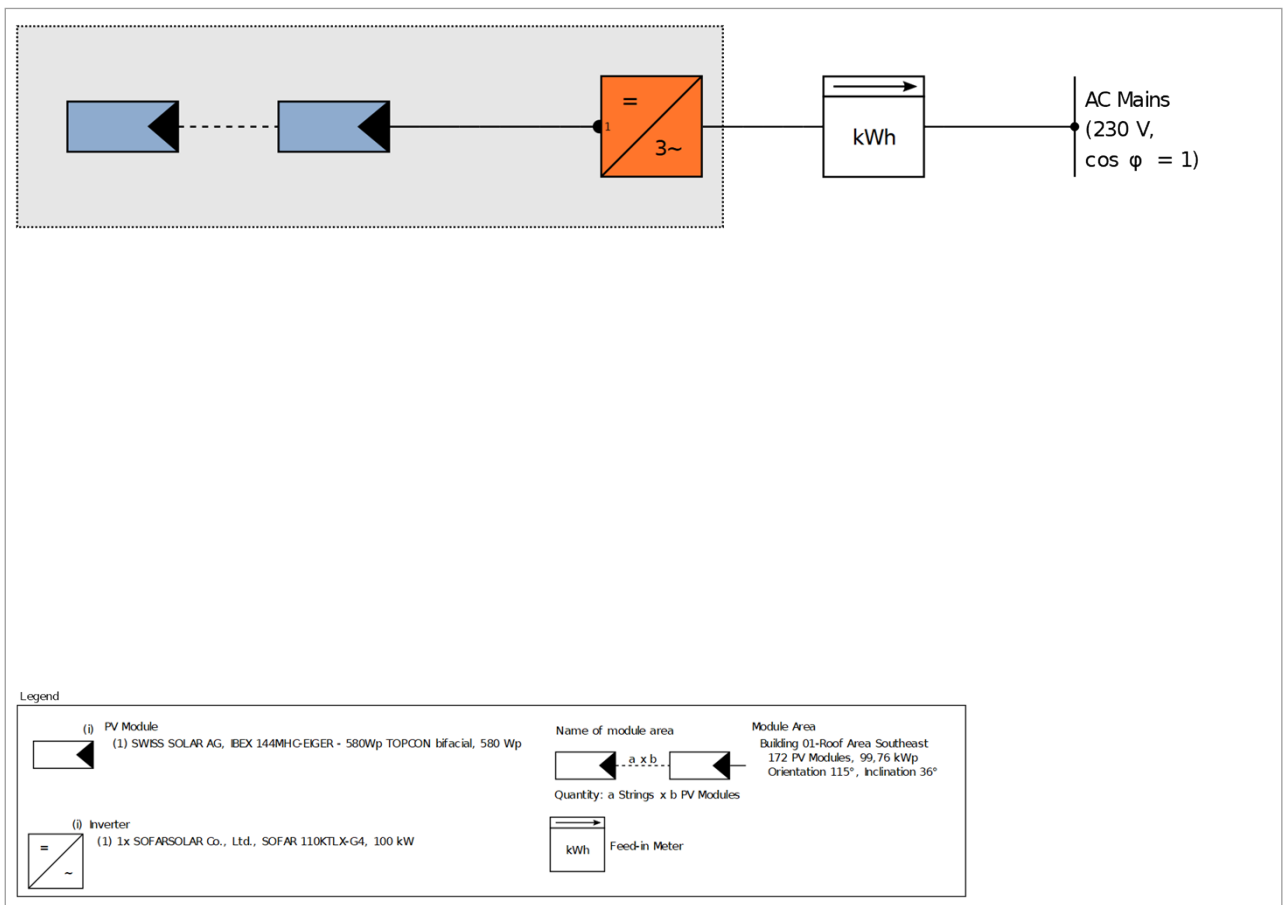 =
1
3~
kWh
AC Mains
(230 V,
cos φ = 1)
Legend
(i) PV Module
(1) SWISS SOLAR AG, IBEX 144MHC-EIGER - 580Wp TOPCON bifacial, 580 Wp
(i) Inverter
(1) 1x SOFARSOLAR Co., Ltd., SOFAR 110KTLX-G4, 100 kW
=
~
Name of module area
a x b
Quantity: a Strings x b PV Modules
Module Area
Building 01-Roof Area Southeast
172 PV Modules, 99,76 kWp
Orientation 115°, Inclination 36°
kWh
Feed-in Meter